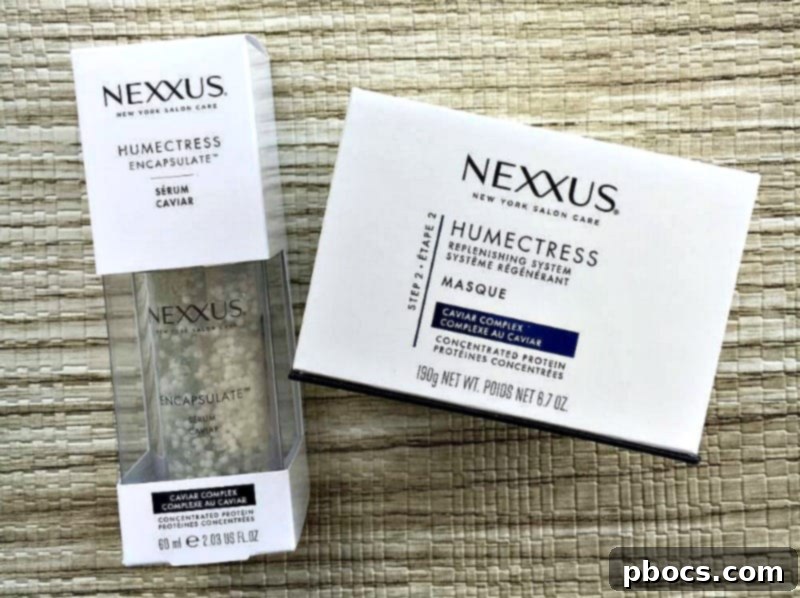 NEXXUS®
NEW YORK SALON CARE
HUMECTRESS
ENCAPSULATE™
SÉRUM
CAVIAR
NEXXUS
NEW YORK SALON CARE
ENCAPSULATE™
SÉRUM
CAVIAR
CAVIAR COMPLEX
COMPLEXE AU CAVIAR
CONCENTRATED PROTEIN
PROTÉINES CONCENTRÉES
60 ml e 2.03 US FL.OZ
NEXXUS®
NEW YORK SALON CARE
STEP 2 • ÉTAPE 2
HUMECTRESS
REPLENISHING SYSTEM
SYSTÈME RÉGÉNÉRANT
MASQUE
CAVIAR COMPLEX
COMPLEXE AU CAVIAR
CONCENTRATED PROTEIN
PROTÉINES CONCENTRÉES
190g NET WT. POIDS NET 6.7 OZ.
pbocs.com